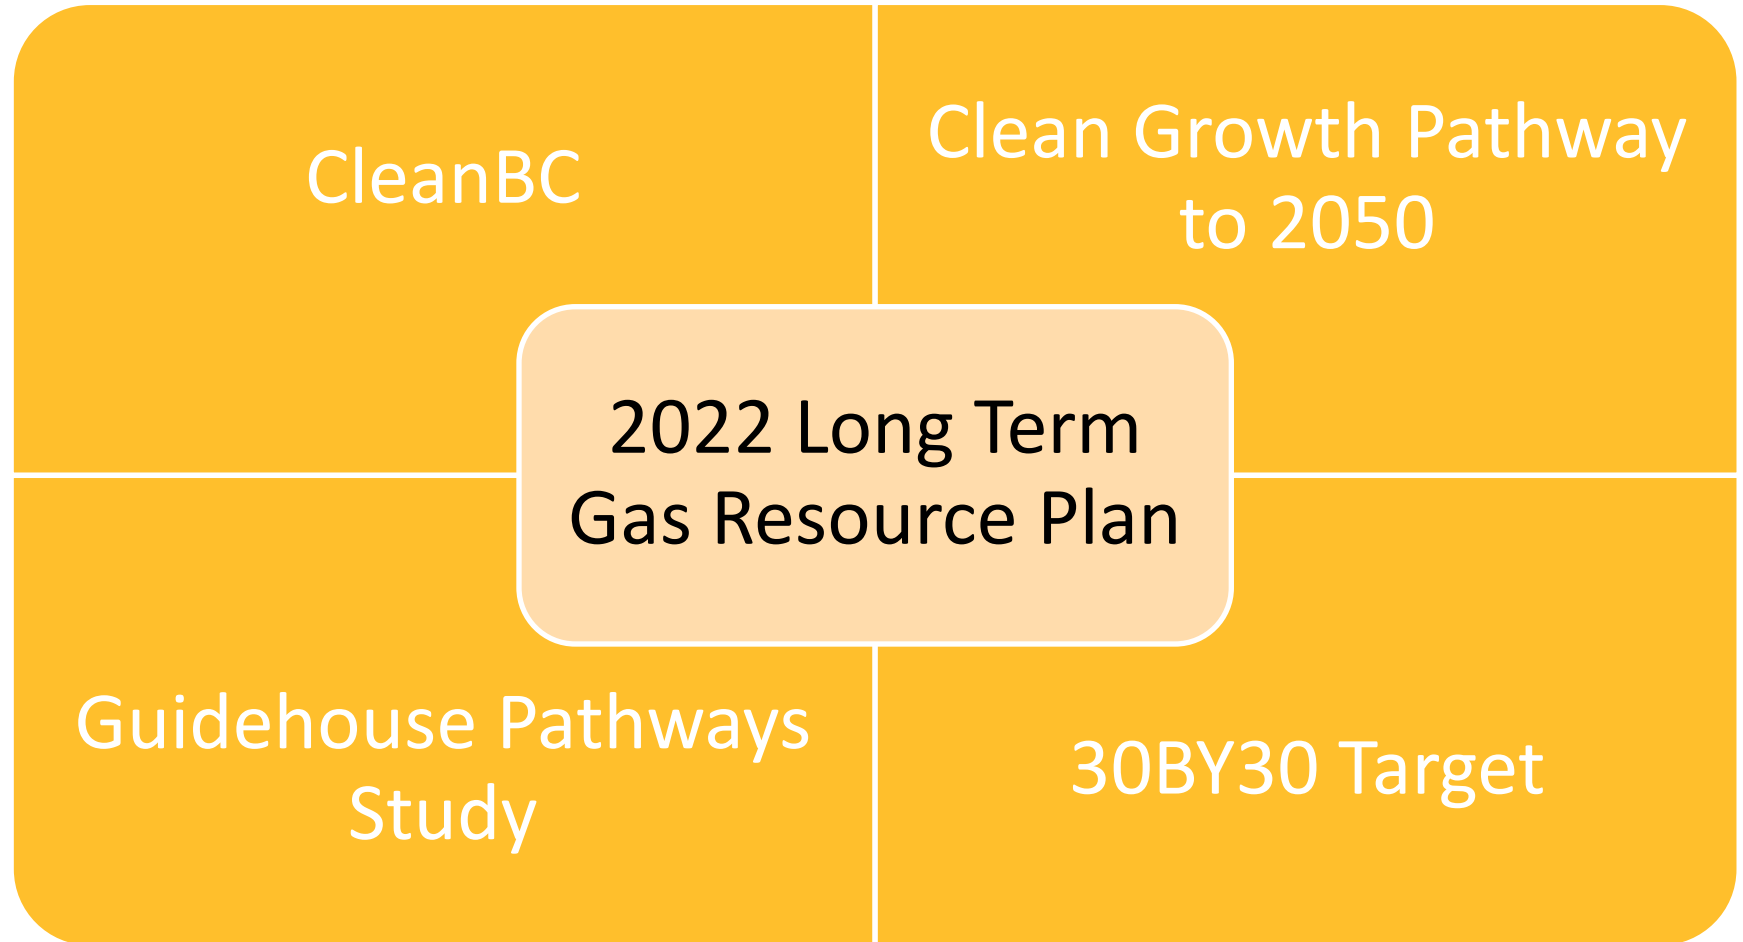 CleanBC
Clean Growth Pathway
to 2050
2022 Long Term
Gas Resource Plan
Guidehouse Pathways
Study
30BY30 Target